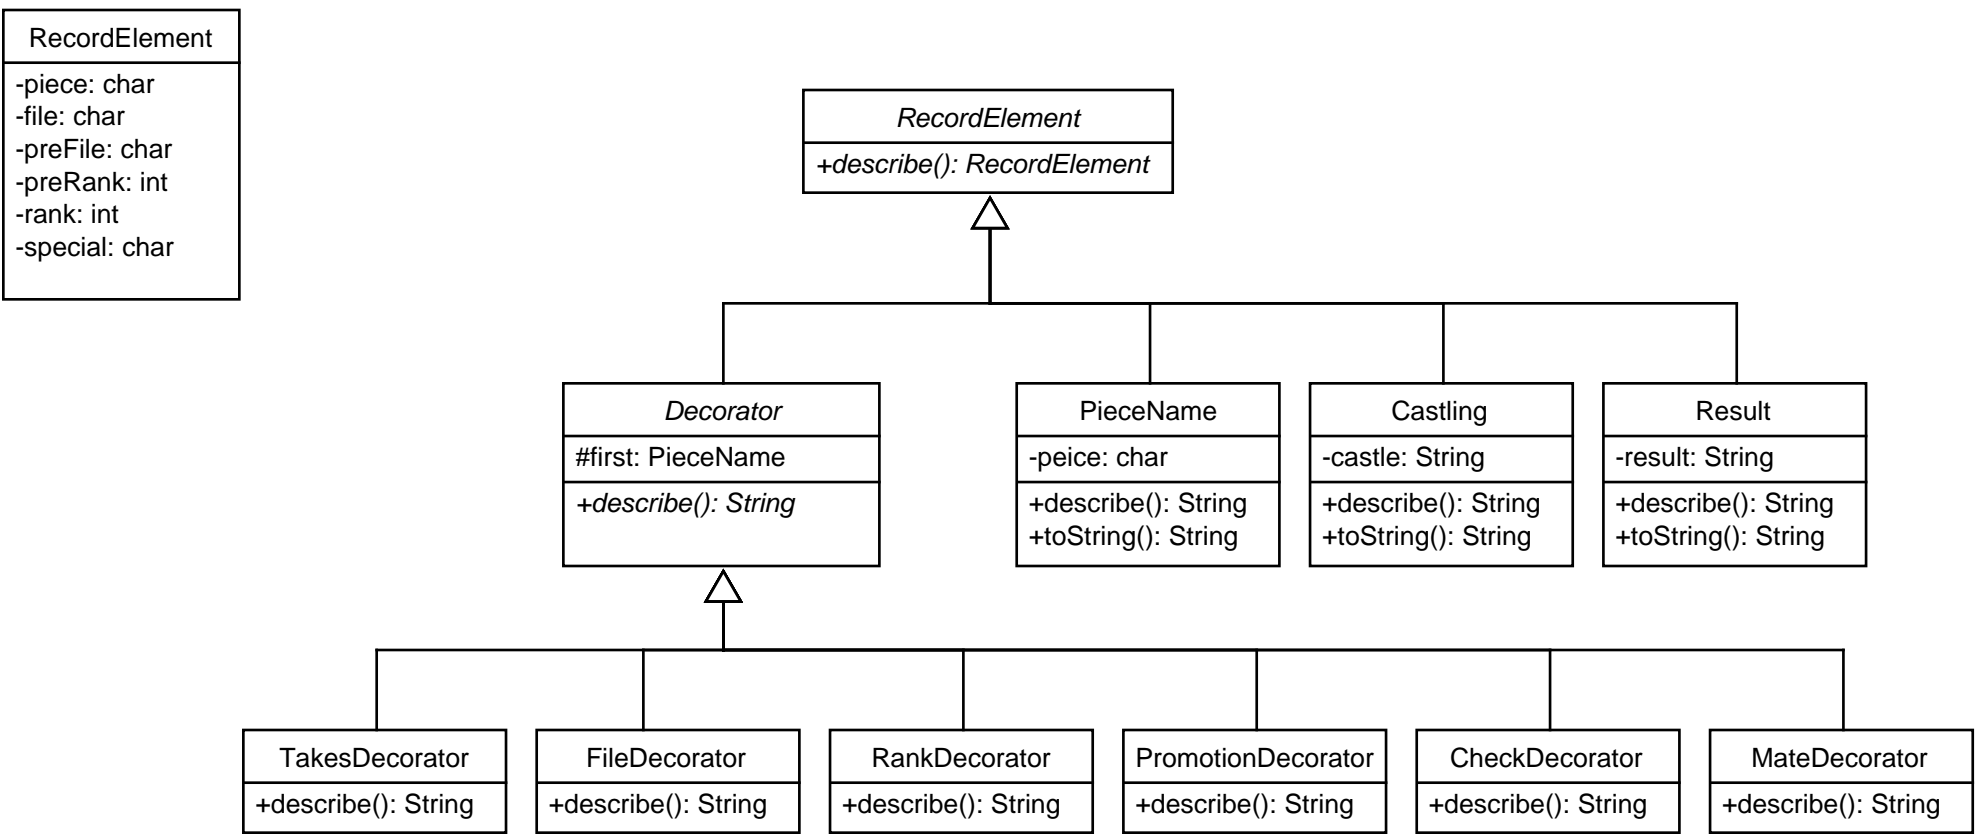 RecordElement
-piece: char
-file: char
-preFile: char
-preRank: int
-rank: int
-special: char
RecordElement
+describe(): RecordElement
Decorator
#first: PieceName
+describe(): String
PieceName
-peice: char
+describe(): String
+toString(): String
Castling
-castle: String
+describe(): String
+toString(): String
Result
-result: String
+describe(): String
+toString(): String
TakesDecorator
+describe(): String
FileDecorator
+describe(): String
RankDecorator
+describe(): String
PromotionDecorator
+describe(): String
CheckDecorator
+describe(): String
MateDecorator
+describe(): String